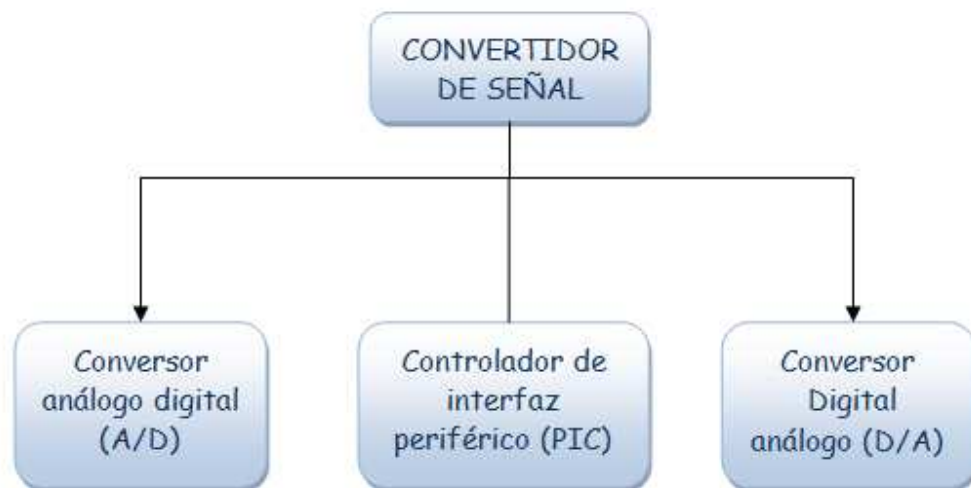 CONVERTIDOR
DE SEÑAL
Conversor
análogo digital
(A/D)
Controlador de
interfaz
periférico (PIC)
Conversor
Digital
análogo (D/A)